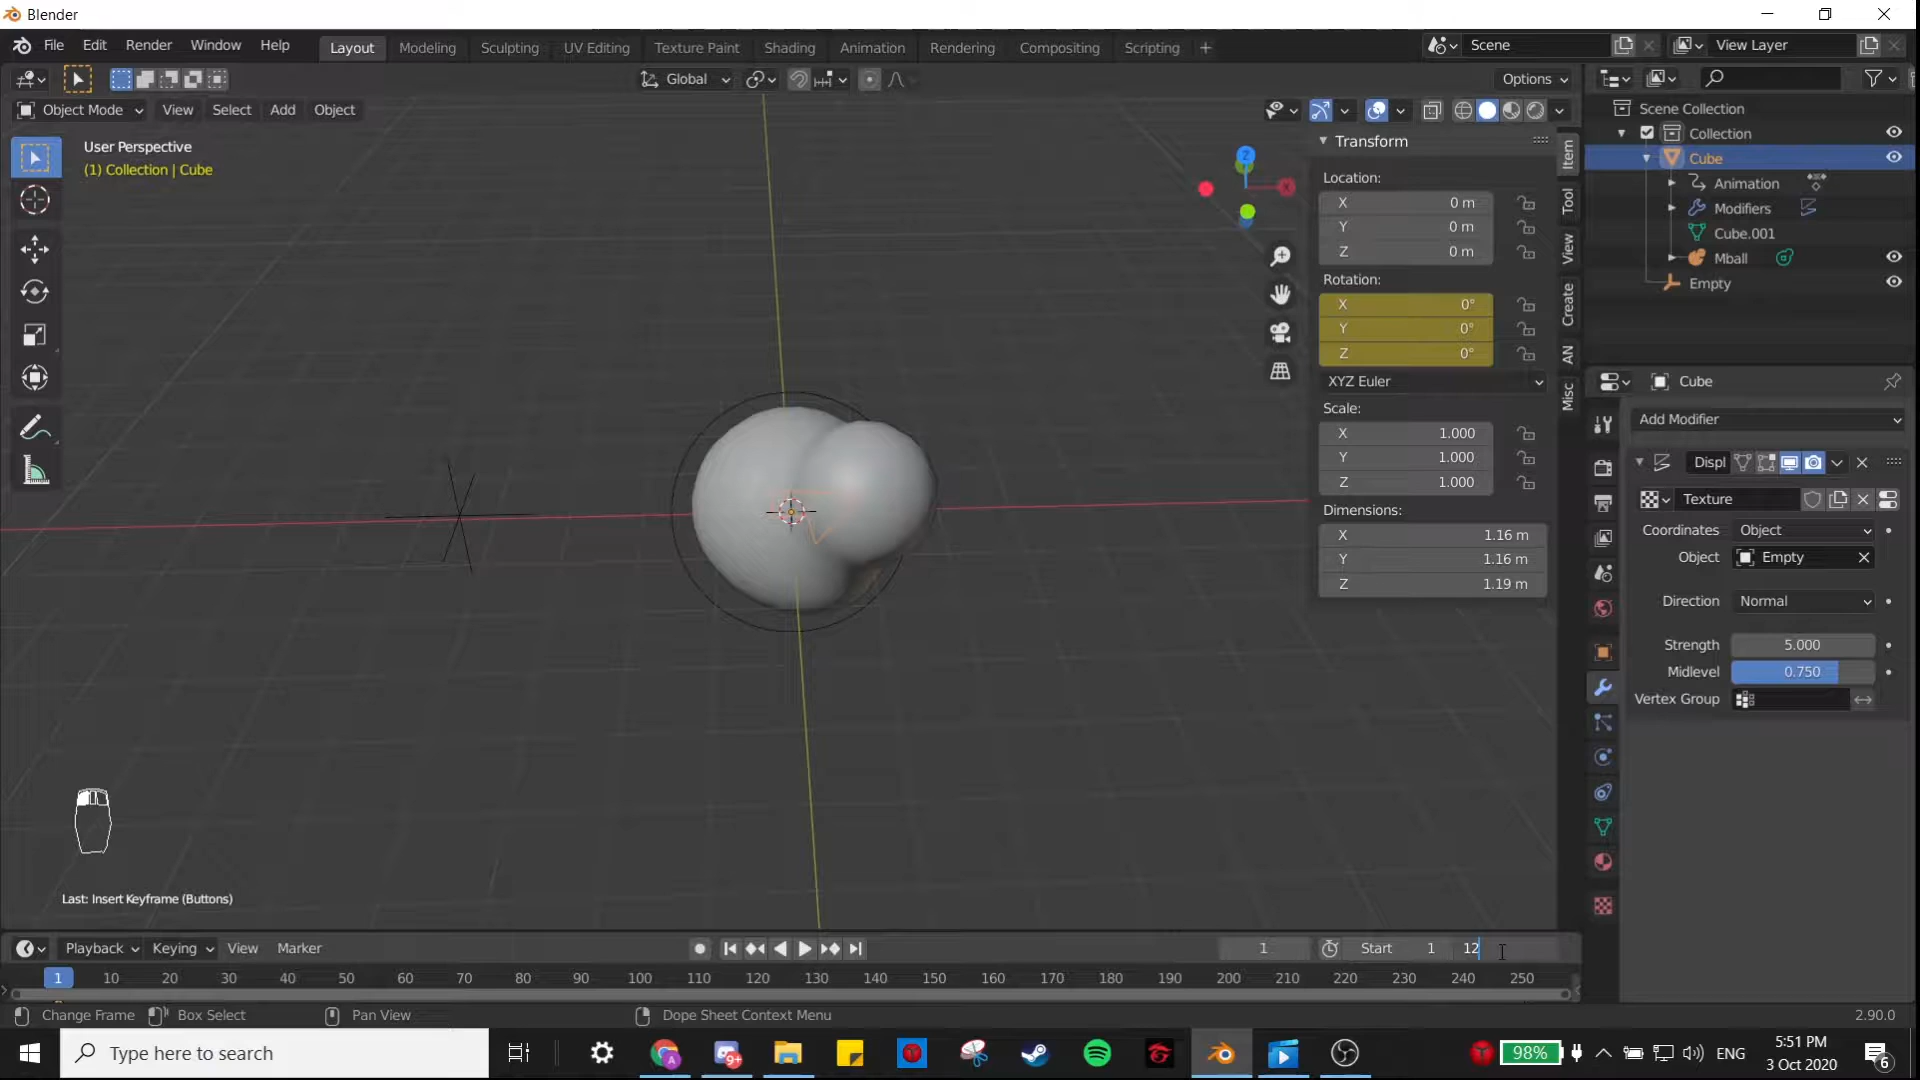 Blender
File Edit Render Window Help Layout Modeling Sculpting UV Editing Texture Paint Shading Animation Rendering Compositing Scripting + Scene View Layer
Global Options
Object Mode View Select Add Object
User Perspective
(1) Collection | Cube
Transform
Location:
X 0 m
Y 0 m
Z 0 m
Rotation:
X 0°
Y 0°
Z 0°
XYZ Euler
Scale:
X 1.000
Y 1.000
Z 1.000
Dimensions:
X 1.16 m
Y 1.16 m
Z 1.19 m
Item
Tool
View
Create
AN
Misc
Z
X
Scene Collection
Collection
Cube
Animation
Modifiers
Cube.001
Mball
Empty
Cube
Add Modifier
Displ
Texture
Coordinates Object
Object Empty
Direction Normal
Strength 5.000
Midlevel 0.750
Vertex Group
Last: Insert Keyframe (Buttons)
Playback Keying View Marker 1 Start 1 12
1 10 20 30 40 50 60 70 80 90 100 110 120 130 140 150 160 170 180 190 200 210 220 230 240 250
Change Frame Box Select Pan View Dope Sheet Context Menu 2.90.0
Type here to search
9+
98%
ENG
5:51 PM
3 Oct 2020
6